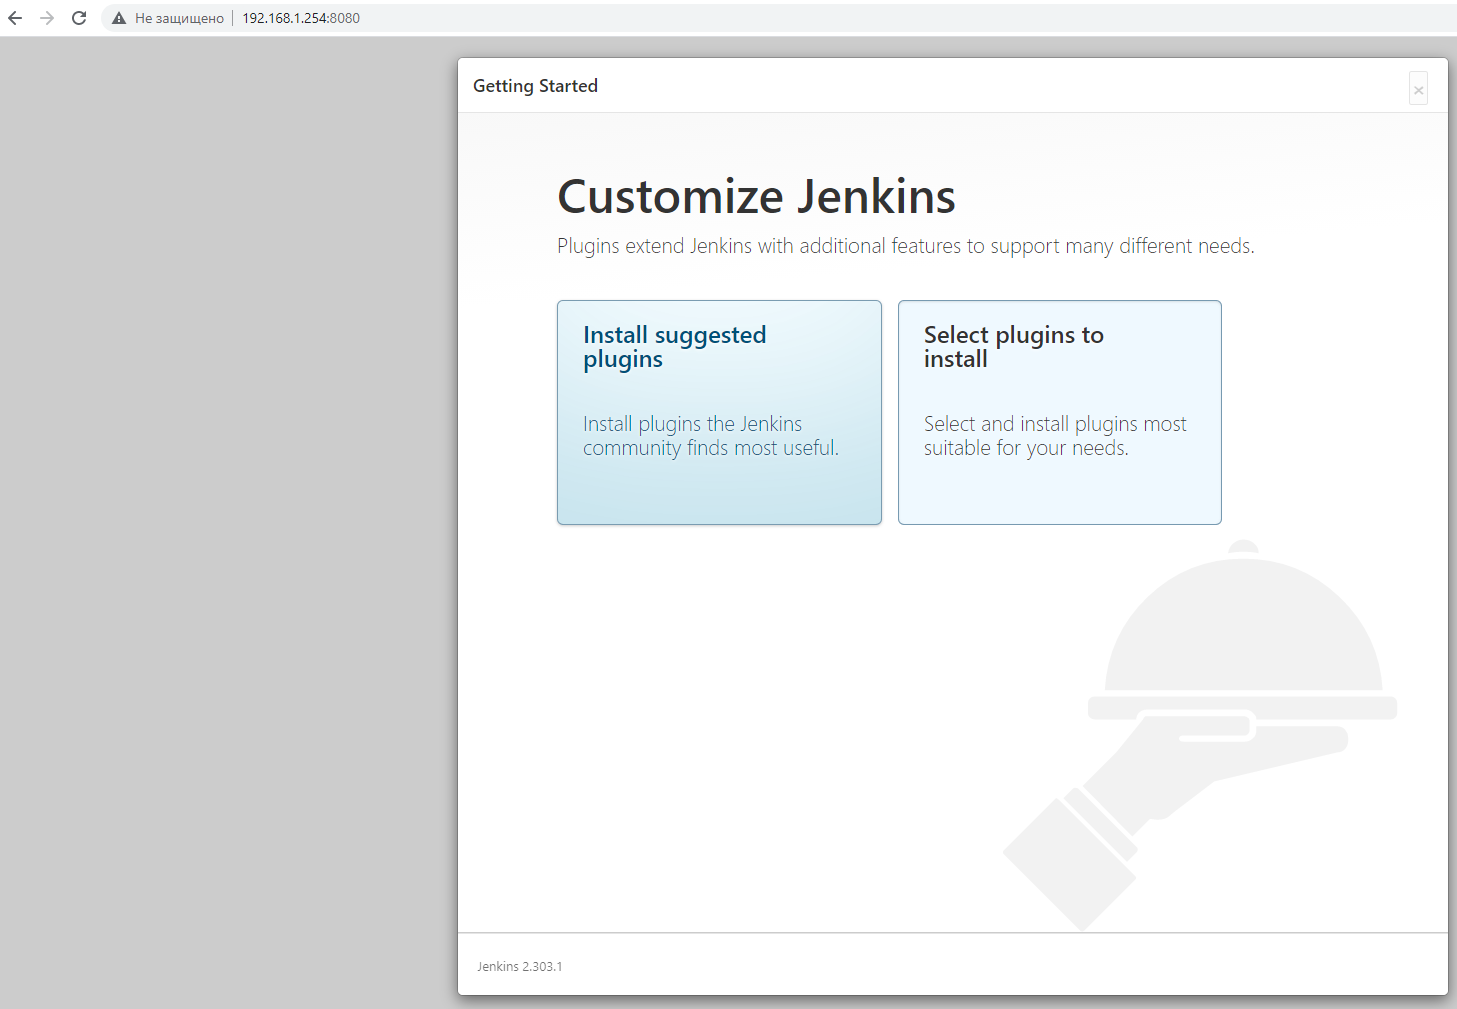 Не защищено 192.168.1.254:8080
Getting Started
×
Customize Jenkins
Plugins extend Jenkins with additional features to support many different needs.
Install suggested
plugins
Install plugins the Jenkins
community finds most useful.
Select plugins to
install
Select and install plugins most
suitable for your needs.
Jenkins 2.303.1